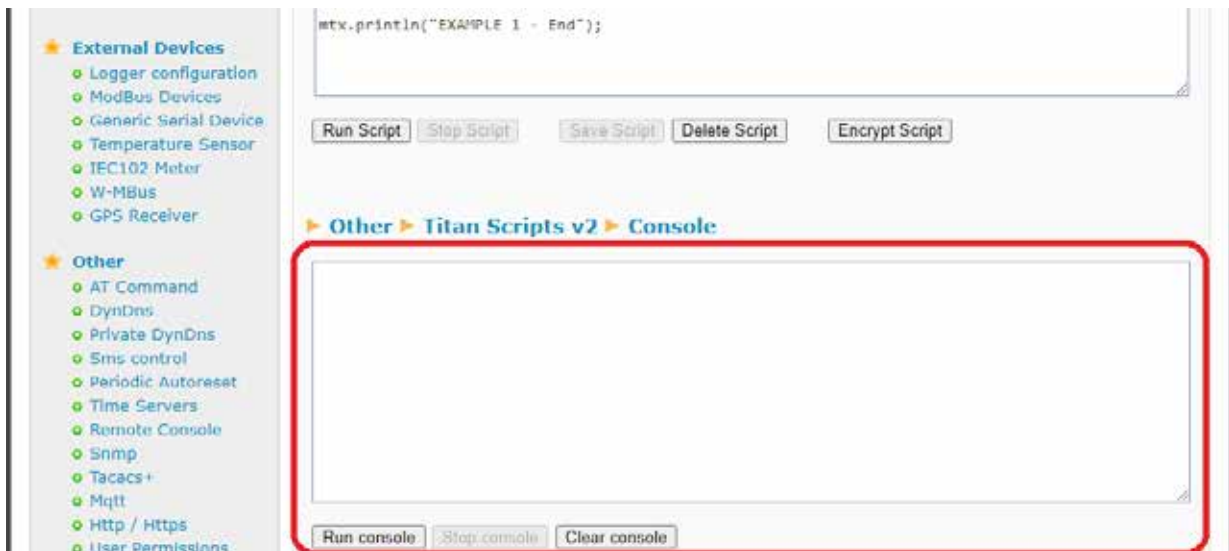 External Devices
Logger configuration
ModBus Devices
Generic Serial Device
Temperature Sensor
IEC102 Meter
W-MBus
GPS Receiver
Other
AT Command
DynDns
Private DynDns
Sms control
Periodic Autoreset
Time Servers
Remote Console
Snmp
Tacacs+
Mqtt
Http / Https
User Permissions
mtx.println("EXAMPLE 1 - End");
Run Script Stop Script Save Script Delete Script Encrypt Script
Other Titan Scripts v2 Console
Run console Stop console Clear console